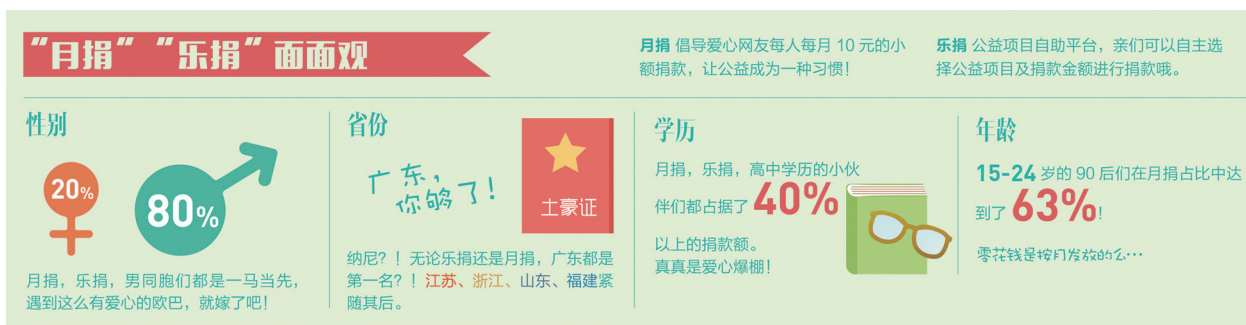 “月捐”“乐捐”面面观
月捐 倡导爱心网友每人每月 10 元的小
额捐款，让公益成为一种习惯！
乐捐 公益项目自助平台，亲们可以自主选
择公益项目及捐款金额进行捐款哦。
性别
20%
80%
月捐，乐捐，男同胞们都是一马当先，
遇到这么有爱心的欧巴，就嫁了吧！
省份
广东，
你够了！
土豪证
纳尼？！无论乐捐还是月捐，广东都是
第一名？！江苏、浙江、山东、福建紧
随其后。
学历
月捐，乐捐，高中学历的小伙
伴们都占据了 40%
以上的捐款额。
真真是爱心爆棚！
年龄
15-24 岁的 90 后们在月捐占比中达
到了 63%！
零花钱是按月发放的么…